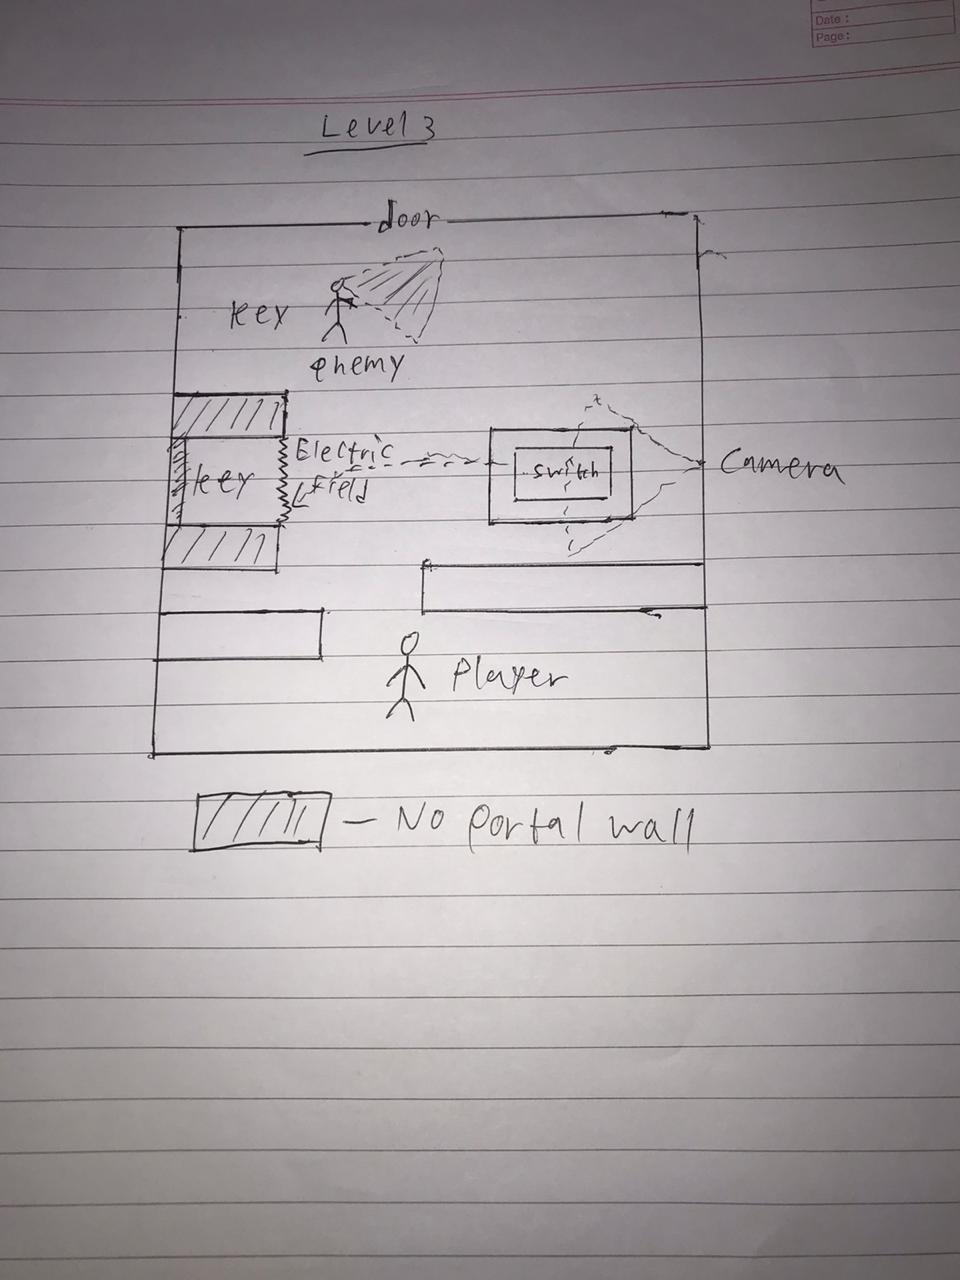 Date :
Page :
Level 3
door
key
enemy
Electric
field
key
switch
Camera
Player
- No portal wall